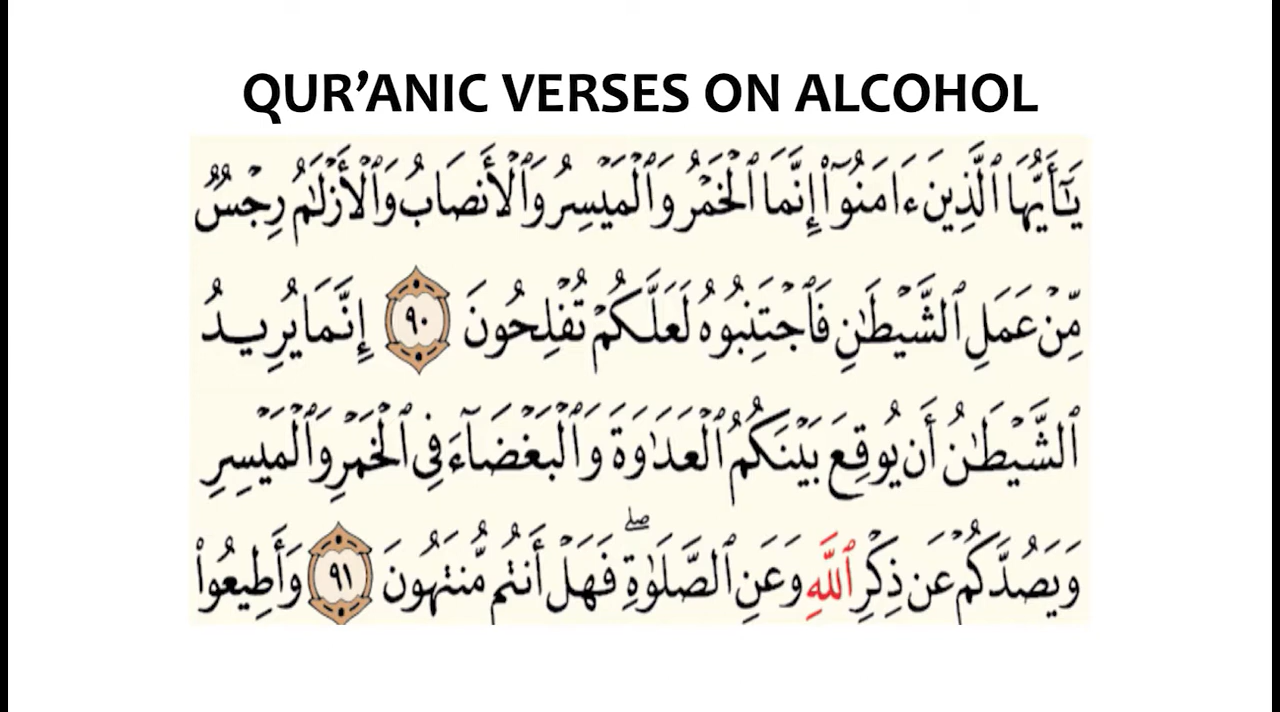 QUR’ANIC VERSES ON ALCOHOL
يَـٰٓأَيُّهَا ٱلَّذِينَ ءَامَنُوٓا۟ إِنَّمَا ٱلْخَمْرُ وَٱلْمَيْسِرُ وَٱلْأَنصَابُ وَٱلْأَزْلَـٰمُ رِجْسٌ
مِّنْ عَمَلِ ٱلشَّيْطَـٰنِ فَٱجْتَنِبُوهُ لَعَلَّكُمْ تُفْلِحُونَ ٩٠ إِنَّمَا يُرِيدُ
ٱلشَّيْطَـٰنُ أَن يُوقِعَ بَيْنَكُمُ ٱلْعَدَٰوَةَ وَٱلْبَغْضَآءَ فِى ٱلْخَمْرِ وَٱلْمَيْسِرِ
وَيَصُدَّكُمْ عَن ذِكْرِ ٱللَّهِ وَعَنِ ٱلصَّلَوٰةِ ۖ فَهَلْ أَنتُم مُّنتَهُونَ ٩١ وَأَطِيعُوا۟